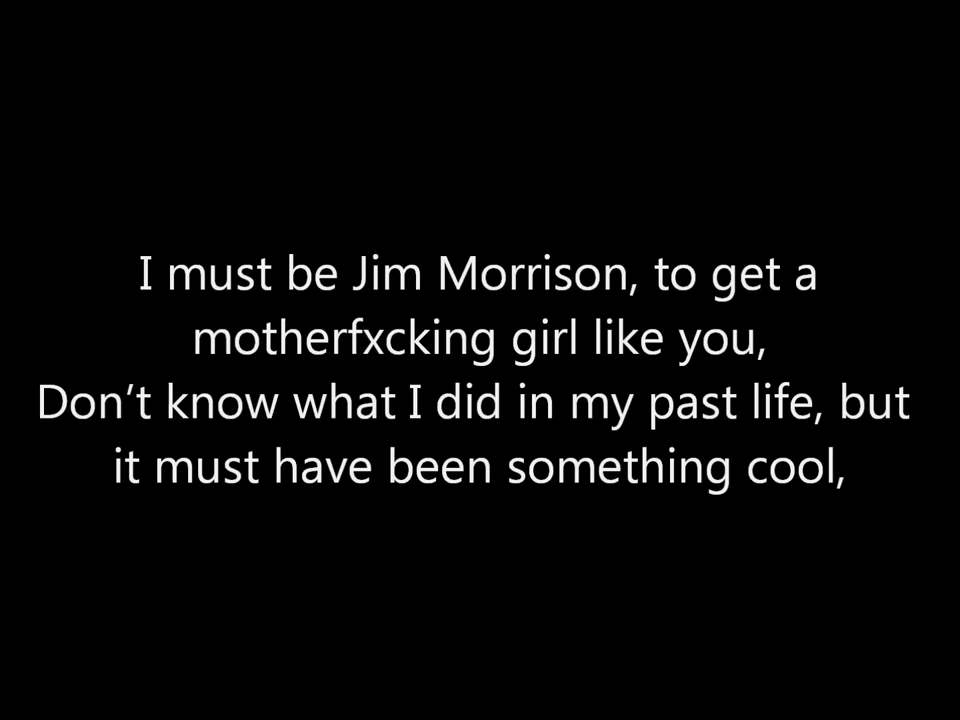 I must be Jim Morrison, to get a
motherfxcking girl like you,
Don’t know what I did in my past life, but
it must have been something cool,